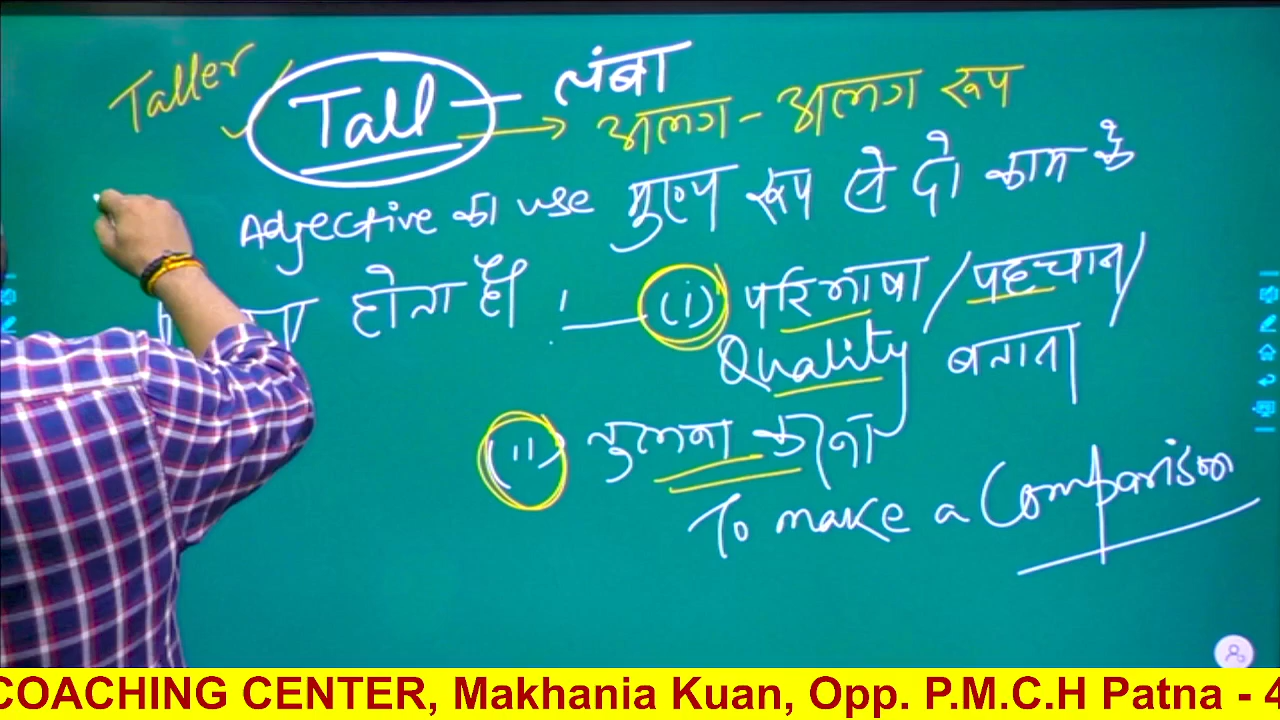 Taller
Tall — लंबा
→ अलग - अलग रूप
Adjective का use मुख्य रूप से दो काम के
होता है।
(i) परिभाषा / पहचान /
Quality बताना
(ii) तुलना करना
To make a Comparison
COACHING CENTER, Makhania Kuan, Opp. P.M.C.H Patna - 4